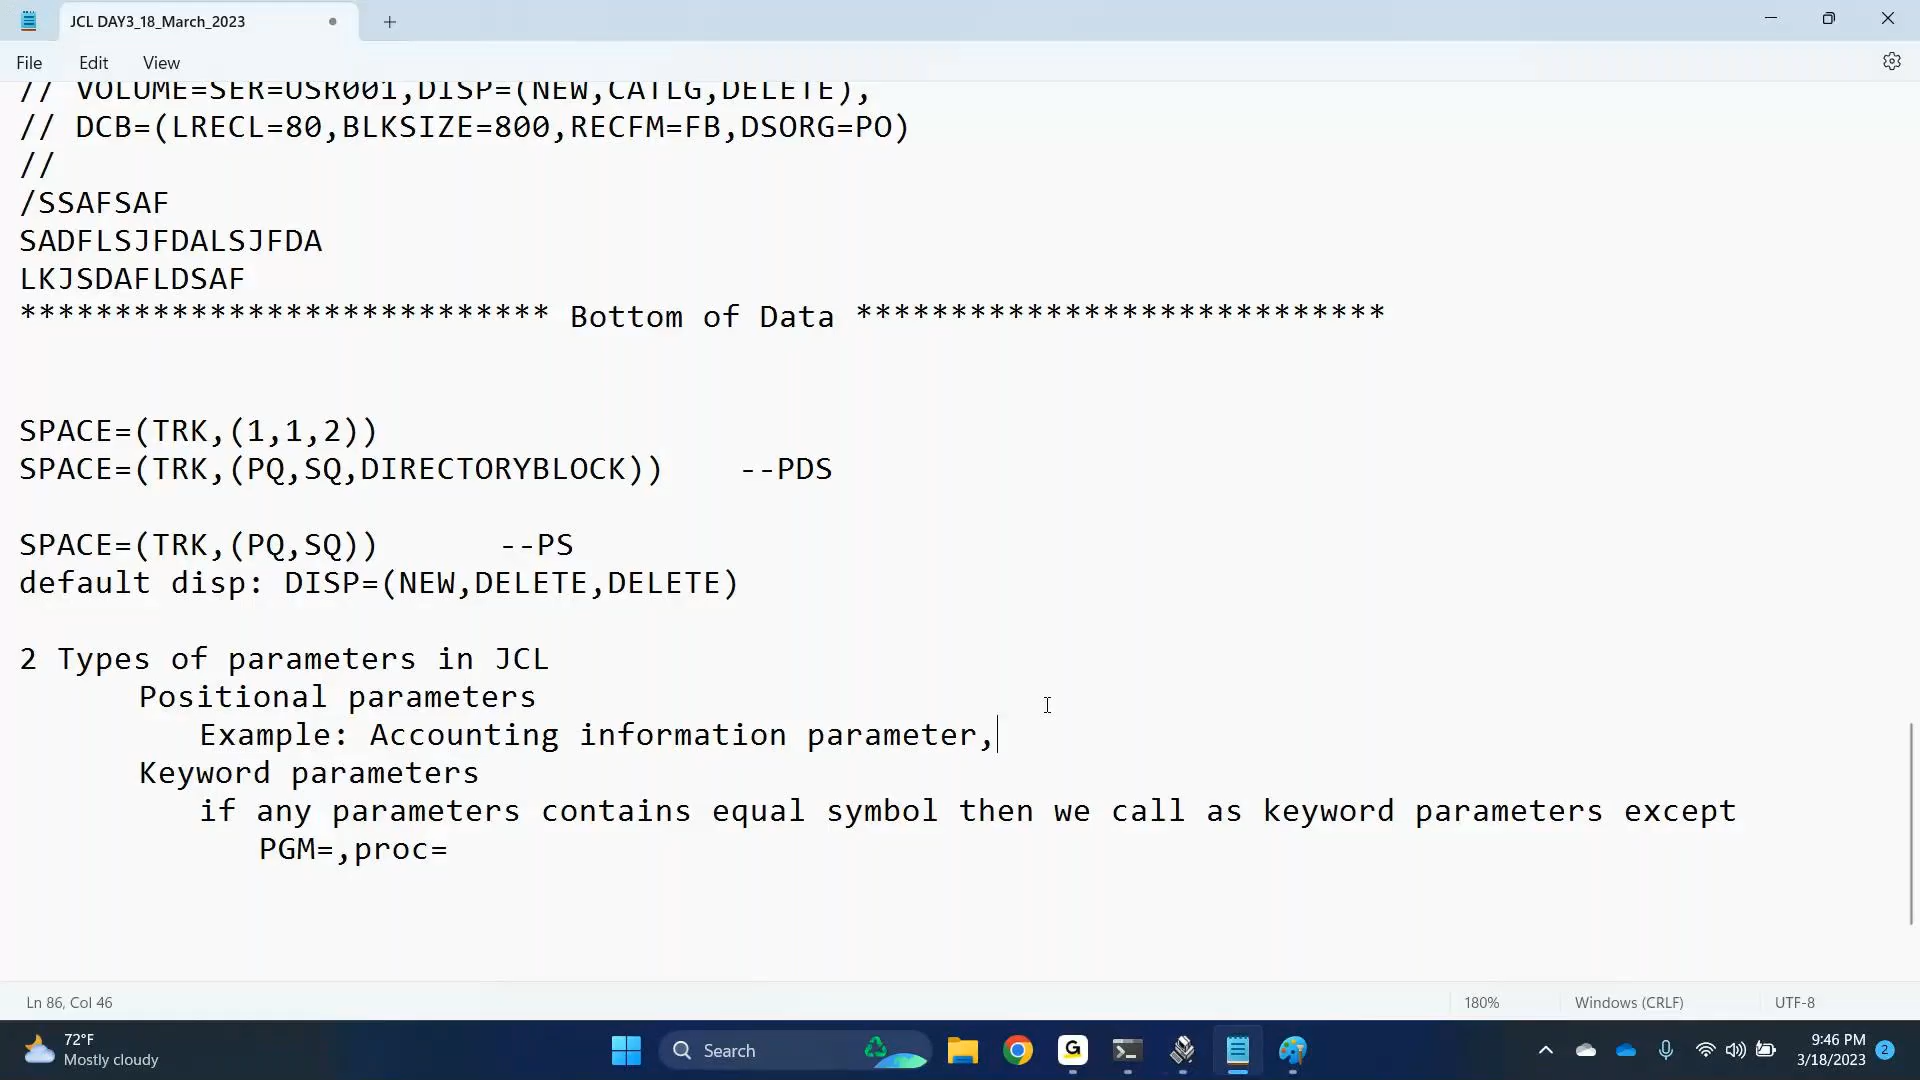 JCL DAY3_18_March_2023
File Edit View
// VOLUME=SER=USR001,DISP=(NEW,CATLG,DELETE),
// DCB=(LRECL=80,BLKSIZE=800,RECFM=FB,DSORG=PO)
//
/SSAFSAF
SADFLSJFDALSJFDA
LKJSDAFLDSAF
**************************** Bottom of Data ****************************
SPACE=(TRK,(1,1,2))
SPACE=(TRK,(PQ,SQ,DIRECTORYBLOCK)) --PDS
SPACE=(TRK,(PQ,SQ)) --PS
default disp: DISP=(NEW,DELETE,DELETE)
2 Types of parameters in JCL
Positional parameters
Example: Accounting information parameter,
Keyword parameters
if any parameters contains equal symbol then we call as keyword parameters except
PGM=,proc=
Ln 86, Col 46 180% Windows (CRLF) UTF-8
72°F
Mostly cloudy
Search
9:46 PM
3/18/2023
2